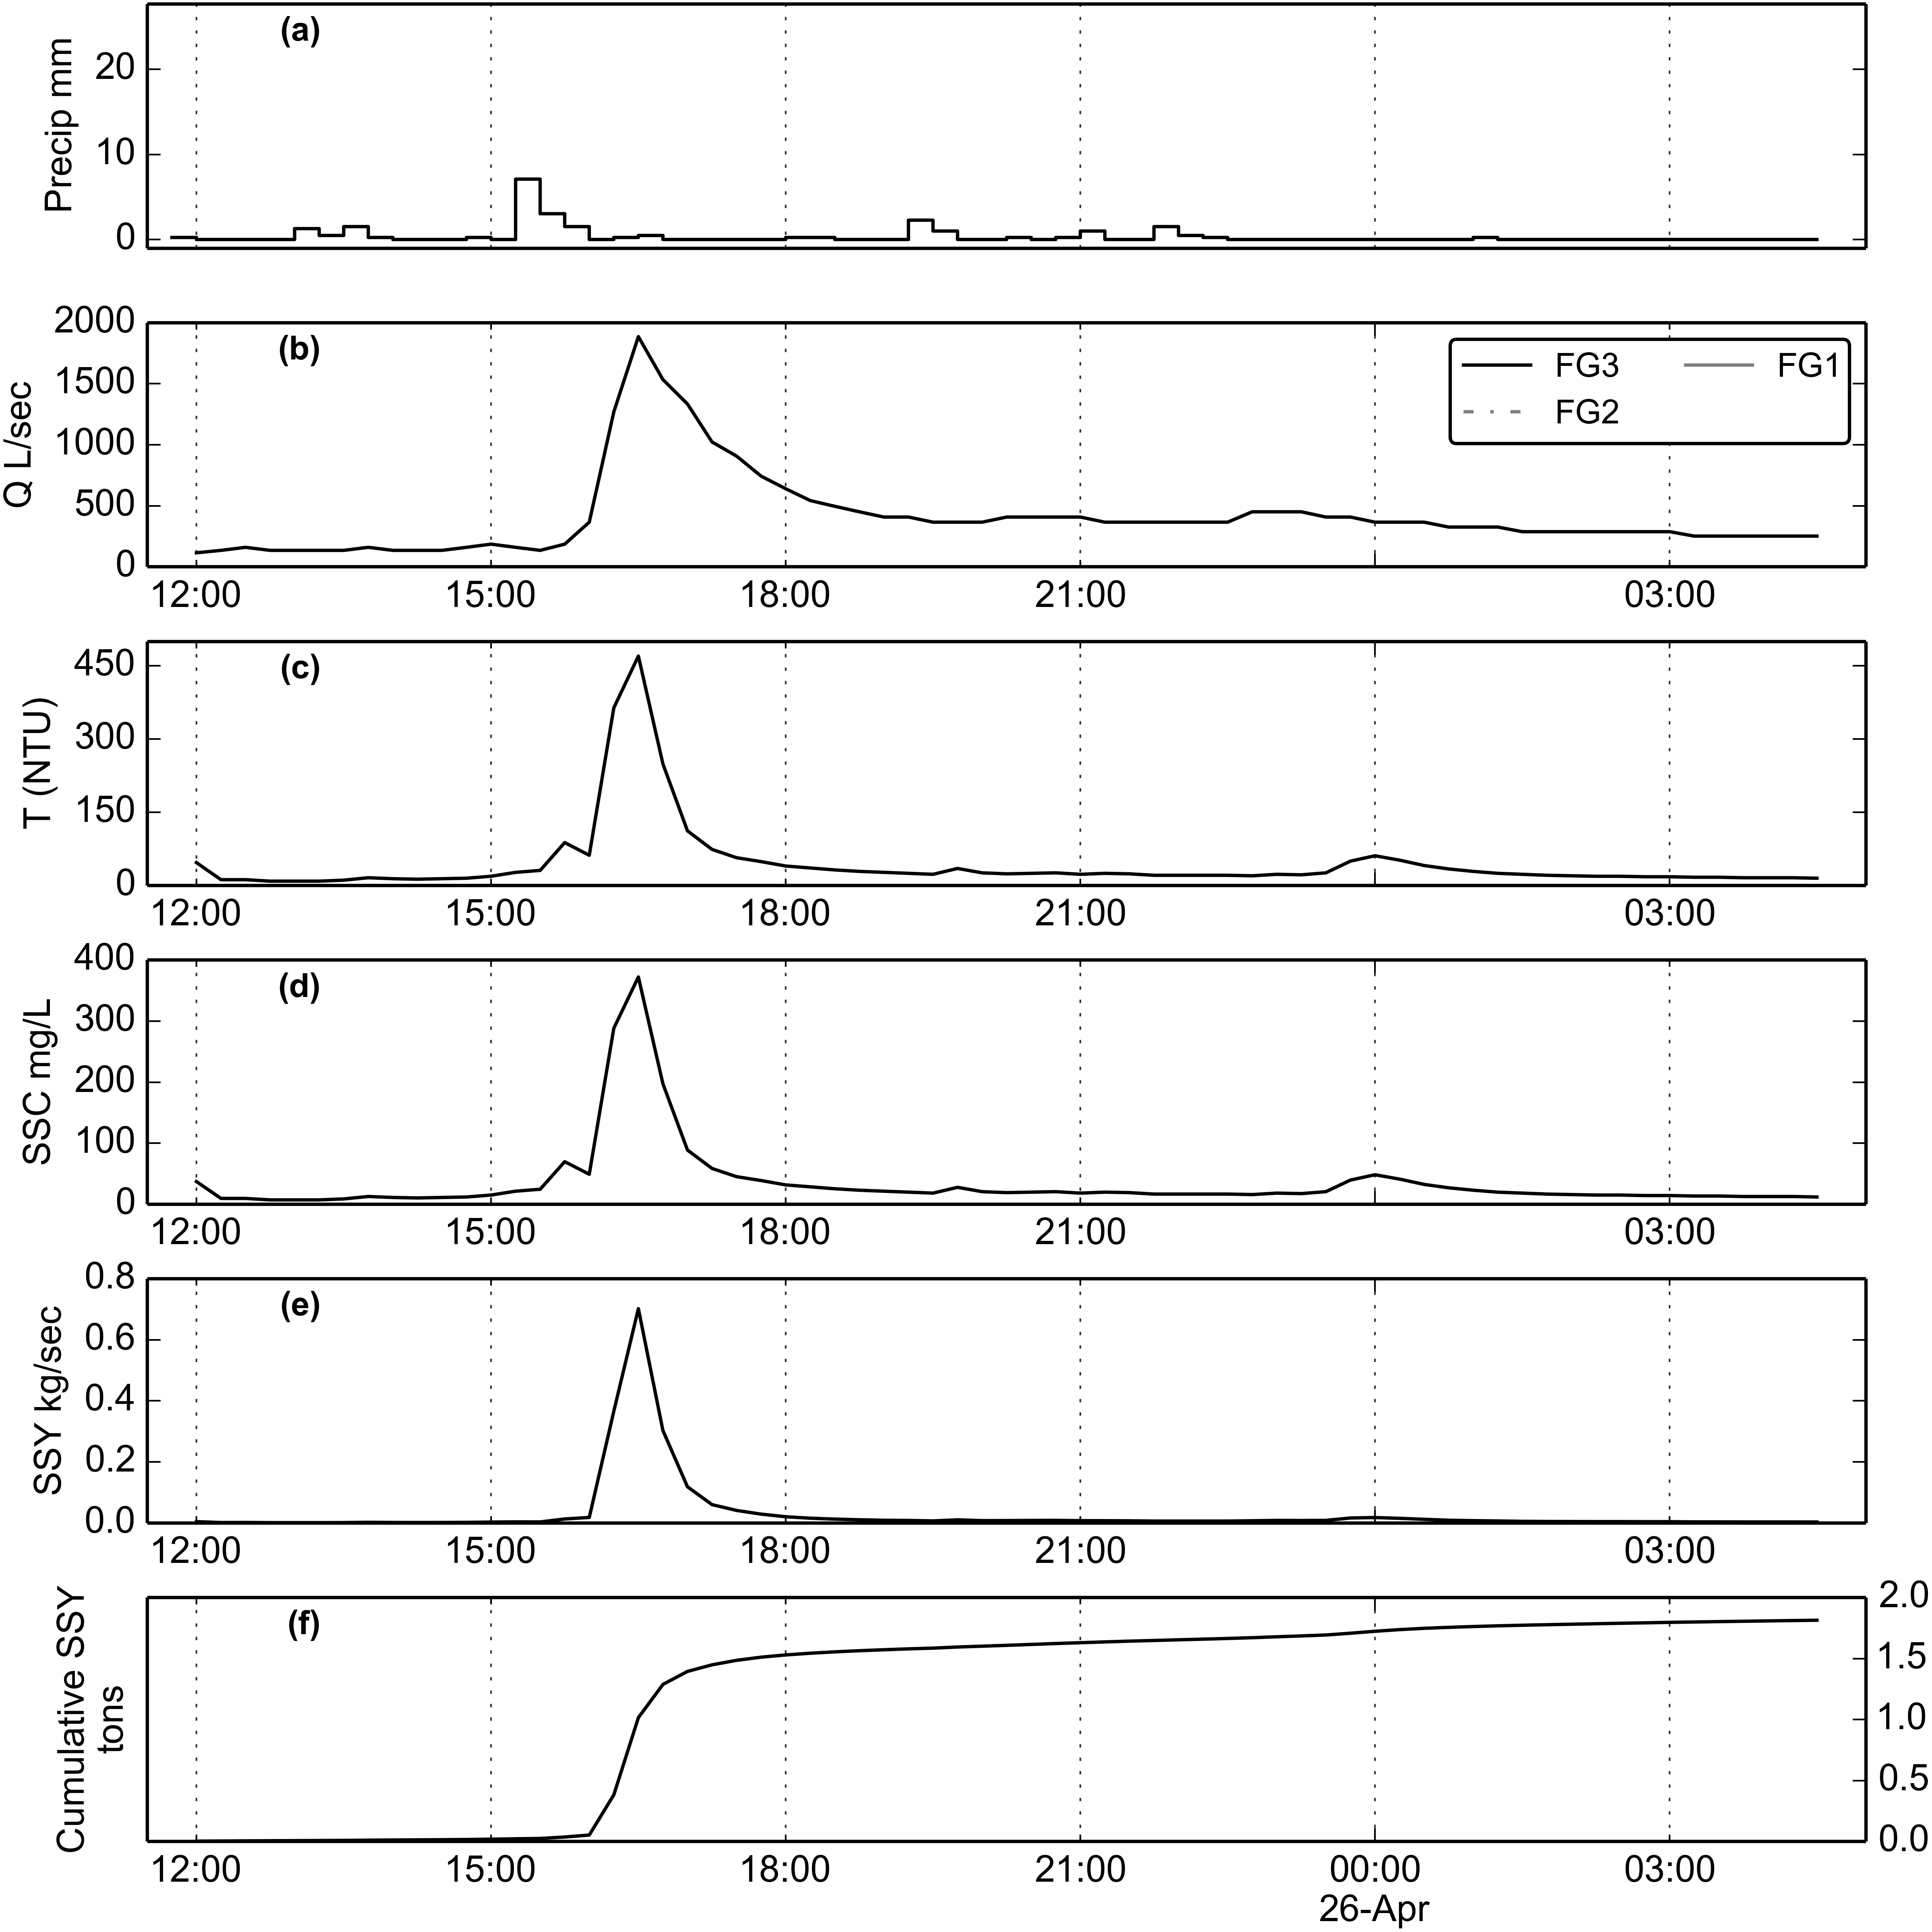 (a)
Precip mm
20
10
0
(b)
Q L/sec
2000
1500
1000
500
0
FG3 FG1
FG2
12:00 15:00 18:00 21:00 03:00
(c)
T (NTU)
450
300
150
0
12:00 15:00 18:00 21:00 03:00
(d)
SSC mg/L
400
300
200
100
0
12:00 15:00 18:00 21:00 03:00
(e)
SSY kg/sec
0.8
0.6
0.4
0.2
0.0
12:00 15:00 18:00 21:00 03:00
(f)
Cumulative SSY
tons
2.0
1.5
1.0
0.5
0.0
12:00 15:00 18:00 21:00 00:00 03:00
26-Apr